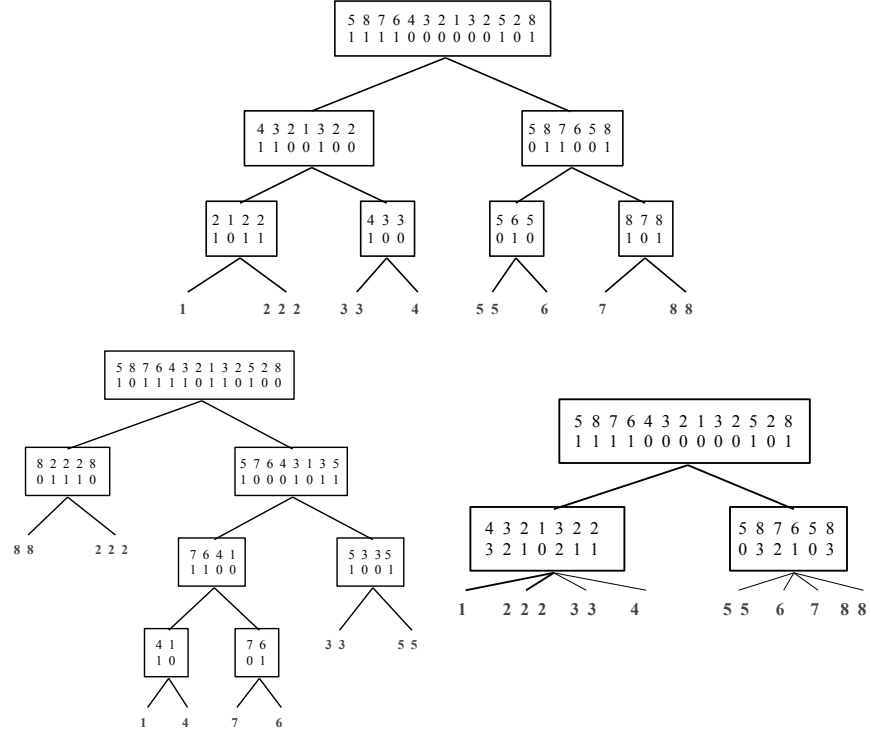 5 8 7 6 4 3 2 1 3 2 5 2 8
1 1 1 1 0 0 0 0 0 0 1 0 1
4 3 2 1 3 2 2
1 1 0 0 1 0 0
5 8 7 6 5 8
0 1 1 0 0 1
2 1 2 2
1 0 1 1
4 3 3
1 0 0
5 6 5
0 1 0
8 7 8
1 0 1
1
2 2 2
3 3
4
5 5
6
7
8 8
5 8 7 6 4 3 2 1 3 2 5 2 8
1 0 1 1 1 1 0 1 1 0 1 0 0
8 2 2 2 8
0 1 1 1 0
5 7 6 4 3 1 3 5
1 0 0 0 1 0 1 1
8 8
2 2 2
7 6 4 1
1 1 0 0
5 3 3 5
1 0 0 1
4 1
1 0
7 6
0 1
3 3
5 5
1
4
7
6
5 8 7 6 4 3 2 1 3 2 5 2 8
1 1 1 1 0 0 0 0 0 0 1 0 1
4 3 2 1 3 2 2
3 2 1 0 2 1 1
5 8 7 6 5 8
0 3 2 1 0 3
1
2 2 2
3 3
4
5 5
6
7
8 8